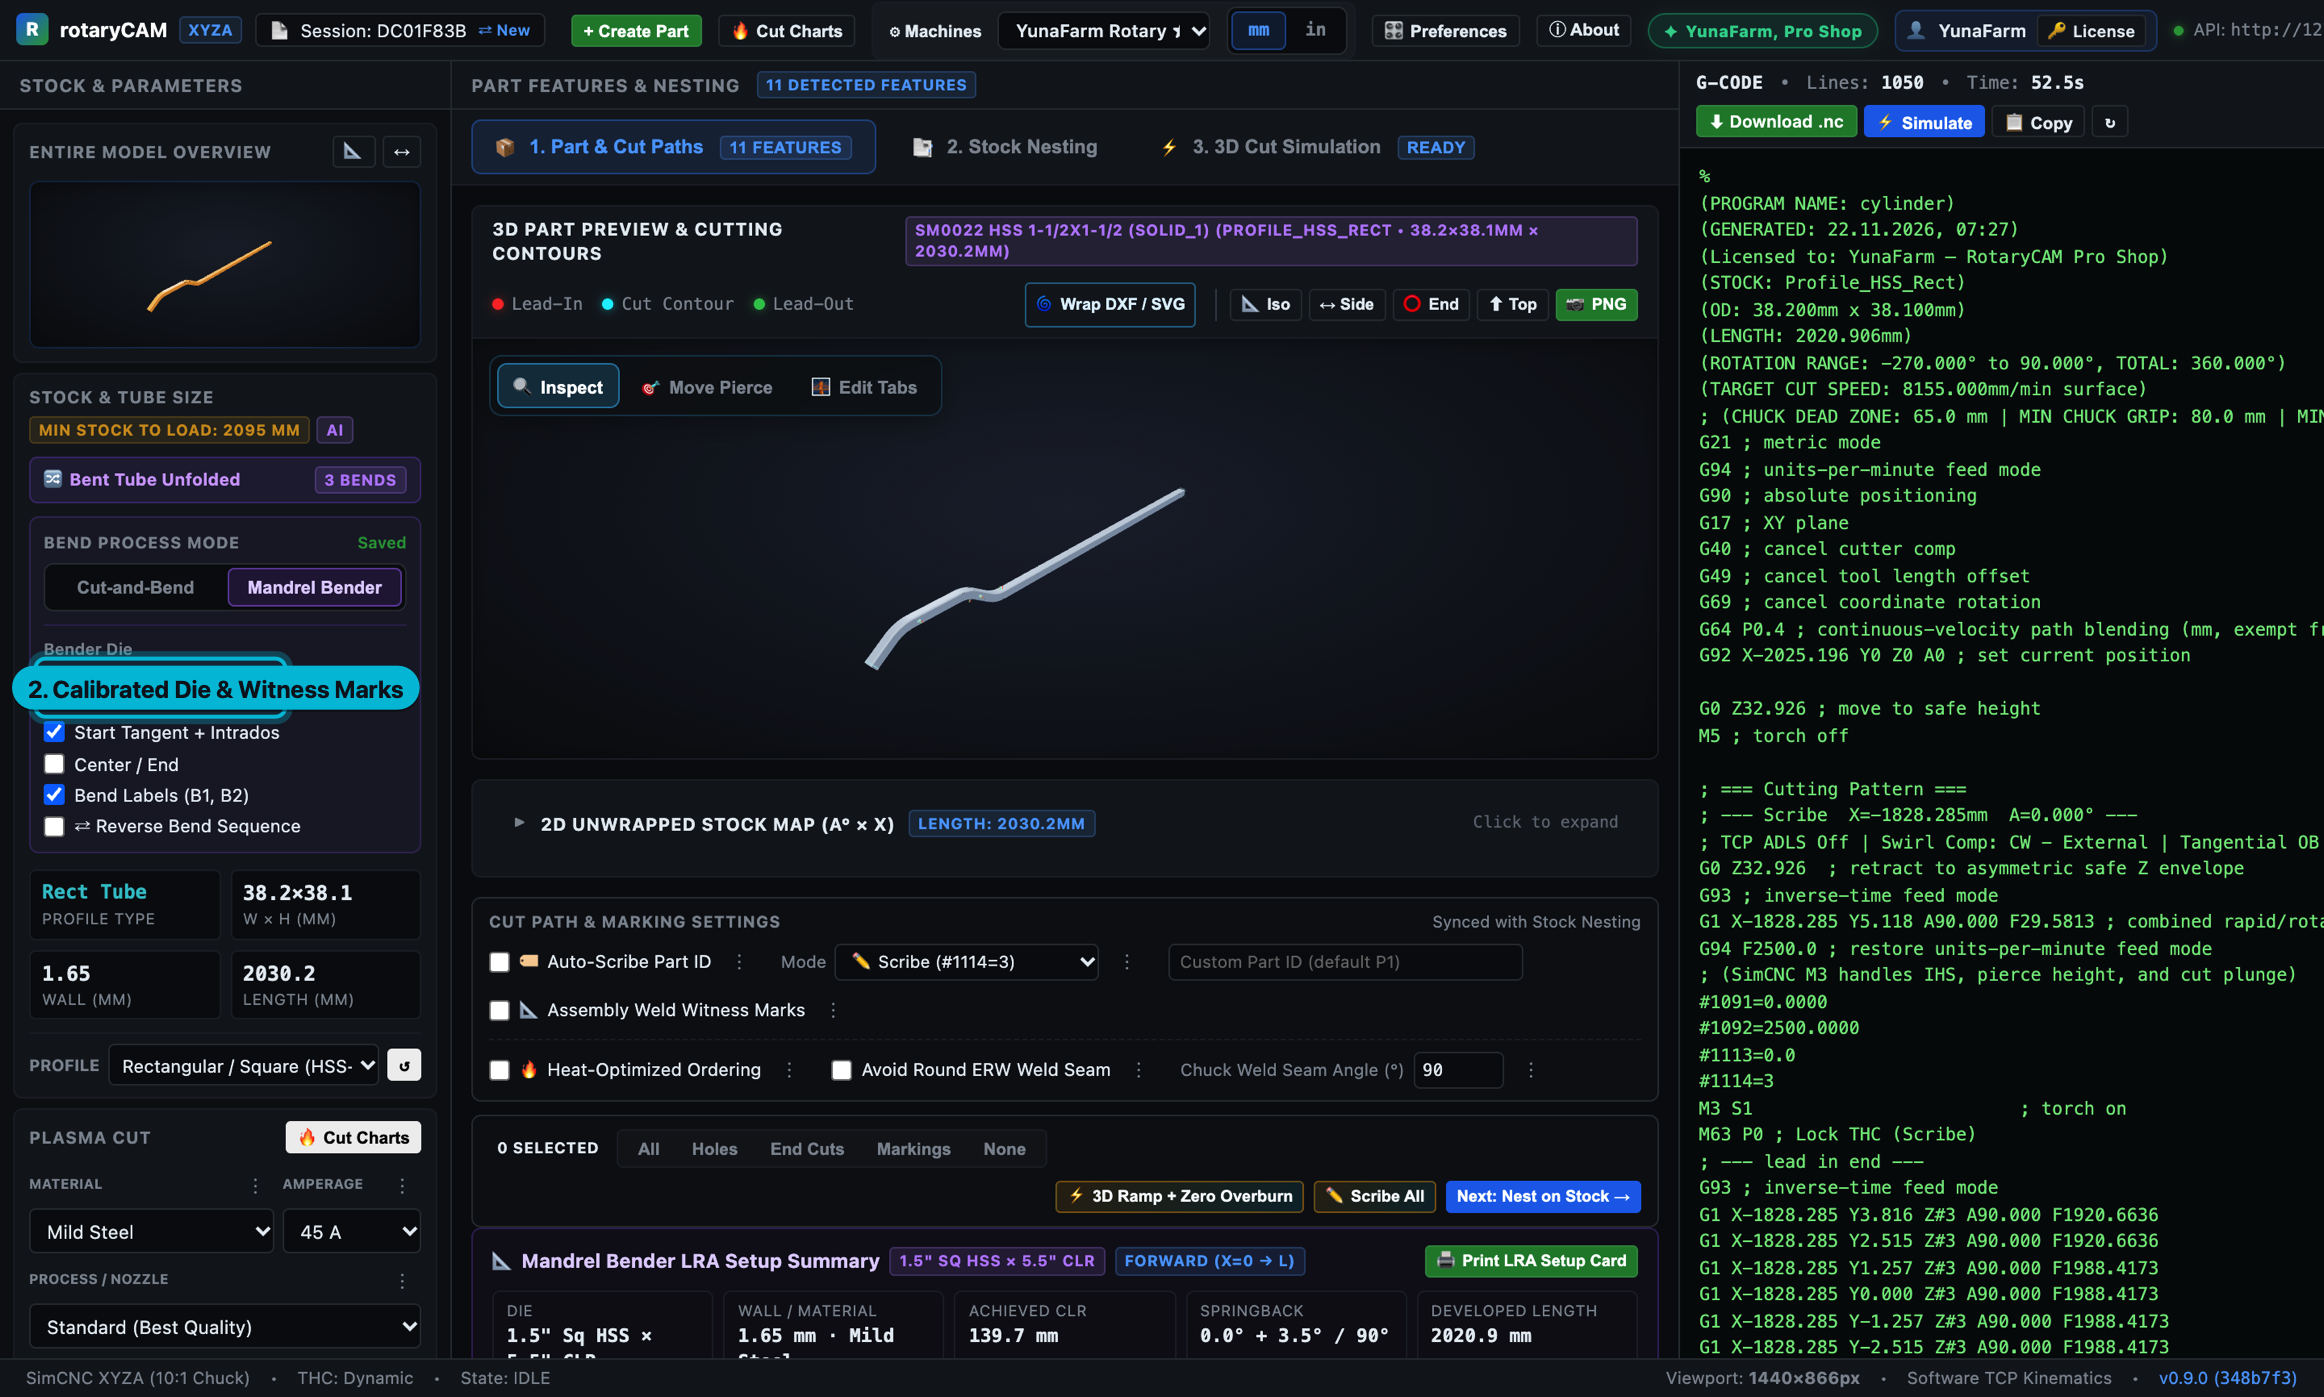 R rotaryCAM XYZA Session: DC01F83B ⇄ New + Create Part Cut Charts Machines YunaFarm Rotary mm in Preferences ⓘ About ✦ YunaFarm, Pro Shop YunaFarm License API: http://12
STOCK & PARAMETERS
ENTIRE MODEL OVERVIEW
STOCK & TUBE SIZE
MIN STOCK TO LOAD: 2095 MM AI
Bent Tube Unfolded 3 BENDS
BEND PROCESS MODE Saved
Cut-and-Bend Mandrel Bender
Bender Die
2. Calibrated Die & Witness Marks
Start Tangent + Intrados
Center / End
Bend Labels (B1, B2)
⇄ Reverse Bend Sequence
Rect Tube 38.2×38.1
PROFILE TYPE W × H (MM)
1.65 2030.2
WALL (MM) LENGTH (MM)
PROFILE Rectangular / Square (HSS-
PLASMA CUT Cut Charts
MATERIAL AMPERAGE
Mild Steel 45 A
PROCESS / NOZZLE
Standard (Best Quality)
PART FEATURES & NESTING 11 DETECTED FEATURES
1. Part & Cut Paths 11 FEATURES 2. Stock Nesting 3. 3D Cut Simulation READY
3D PART PREVIEW & CUTTING
CONTOURS
SM0022 HSS 1-1/2X1-1/2 (SOLID_1) (PROFILE_HSS_RECT • 38.2×38.1MM ×
2030.2MM)
Lead-In Cut Contour Lead-Out Wrap DXF / SVG Iso ↔ Side End ⬆ Top PNG
Inspect Move Pierce Edit Tabs
▶ 2D UNWRAPPED STOCK MAP (A° × X) LENGTH: 2030.2MM Click to expand
CUT PATH & MARKING SETTINGS Synced with Stock Nesting
Auto-Scribe Part ID ⋮ Mode Scribe (#1114=3) ⋮ Custom Part ID (default P1)
Assembly Weld Witness Marks ⋮
Heat-Optimized Ordering ⋮ Avoid Round ERW Weld Seam ⋮ Chuck Weld Seam Angle (°) 90 ⋮
0 SELECTED All Holes End Cuts Markings None
3D Ramp + Zero Overburn Scribe All Next: Nest on Stock →
Mandrel Bender LRA Setup Summary 1.5" SQ HSS × 5.5" CLR FORWARD (X=0 → L) Print LRA Setup Card
DIE WALL / MATERIAL ACHIEVED CLR SPRINGBACK DEVELOPED LENGTH
1.5" Sq HSS × 1.65 mm · Mild 139.7 mm 0.0° + 3.5° / 90° 2020.9 mm
5.5" CLR Steel
G-CODE • Lines: 1050 • Time: 52.5s
⬇ Download .nc Simulate Copy ↻
%
(PROGRAM NAME: cylinder)
(GENERATED: 22.11.2026, 07:27)
(Licensed to: YunaFarm — RotaryCAM Pro Shop)
(STOCK: Profile_HSS_Rect)
(OD: 38.200mm x 38.100mm)
(LENGTH: 2020.906mm)
(ROTATION RANGE: -270.000° to 90.000°, TOTAL: 360.000°)
(TARGET CUT SPEED: 8155.000mm/min surface)
; (CHUCK DEAD ZONE: 65.0 mm | MIN CHUCK GRIP: 80.0 mm | MIN
G21 ; metric mode
G94 ; units-per-minute feed mode
G90 ; absolute positioning
G17 ; XY plane
G40 ; cancel cutter comp
G49 ; cancel tool length offset
G69 ; cancel coordinate rotation
G64 P0.4 ; continuous-velocity path blending (mm, exempt fr
G92 X-2025.196 Y0 Z0 A0 ; set current position
G0 Z32.926 ; move to safe height
M5 ; torch off
; === Cutting Pattern ===
; --- Scribe X=-1828.285mm A=0.000° ---
; TCP ADLS Off | Swirl Comp: CW - External | Tangential OB
G0 Z32.926 ; retract to asymmetric safe Z envelope
G93 ; inverse-time feed mode
G1 X-1828.285 Y5.118 A90.000 F29.5813 ; combined rapid/rota
G94 F2500.0 ; restore units-per-minute feed mode
; (SimCNC M3 handles IHS, pierce height, and cut plunge)
#1091=0.0000
#1092=2500.0000
#1113=0.0
#1114=3
M3 S1 ; torch on
M63 P0 ; Lock THC (Scribe)
; --- lead in end ---
G93 ; inverse-time feed mode
G1 X-1828.285 Y3.816 Z#3 A90.000 F1920.6636
G1 X-1828.285 Y2.515 Z#3 A90.000 F1920.6636
G1 X-1828.285 Y1.257 Z#3 A90.000 F1988.4173
G1 X-1828.285 Y0.000 Z#3 A90.000 F1988.4173
G1 X-1828.285 Y-1.257 Z#3 A90.000 F1988.4173
G1 X-1828.285 Y-2.515 Z#3 A90.000 F1988.4173
SimCNC XYZA (10:1 Chuck) • THC: Dynamic • State: IDLE Viewport: 1440×866px • Software TCP Kinematics • v0.9.0 (348b7f3)